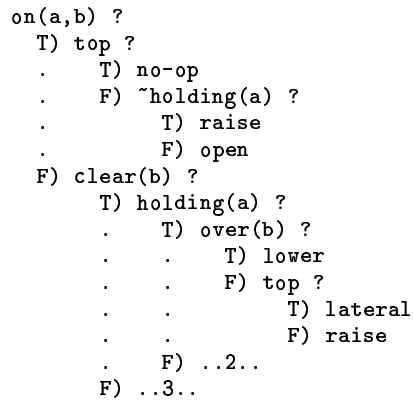 on(a,b) ?
  T) top ?
  .    T) no-op
  .    F) ~holding(a) ?
  .         T) raise
  .         F) open
  F) clear(b) ?
       T) holding(a) ?
       .    T) over(b) ?
       .    .    T) lower
       .    .    F) top ?
       .    .         T) lateral
       .    .         F) raise
       .    F) ..2..
       F) ..3..